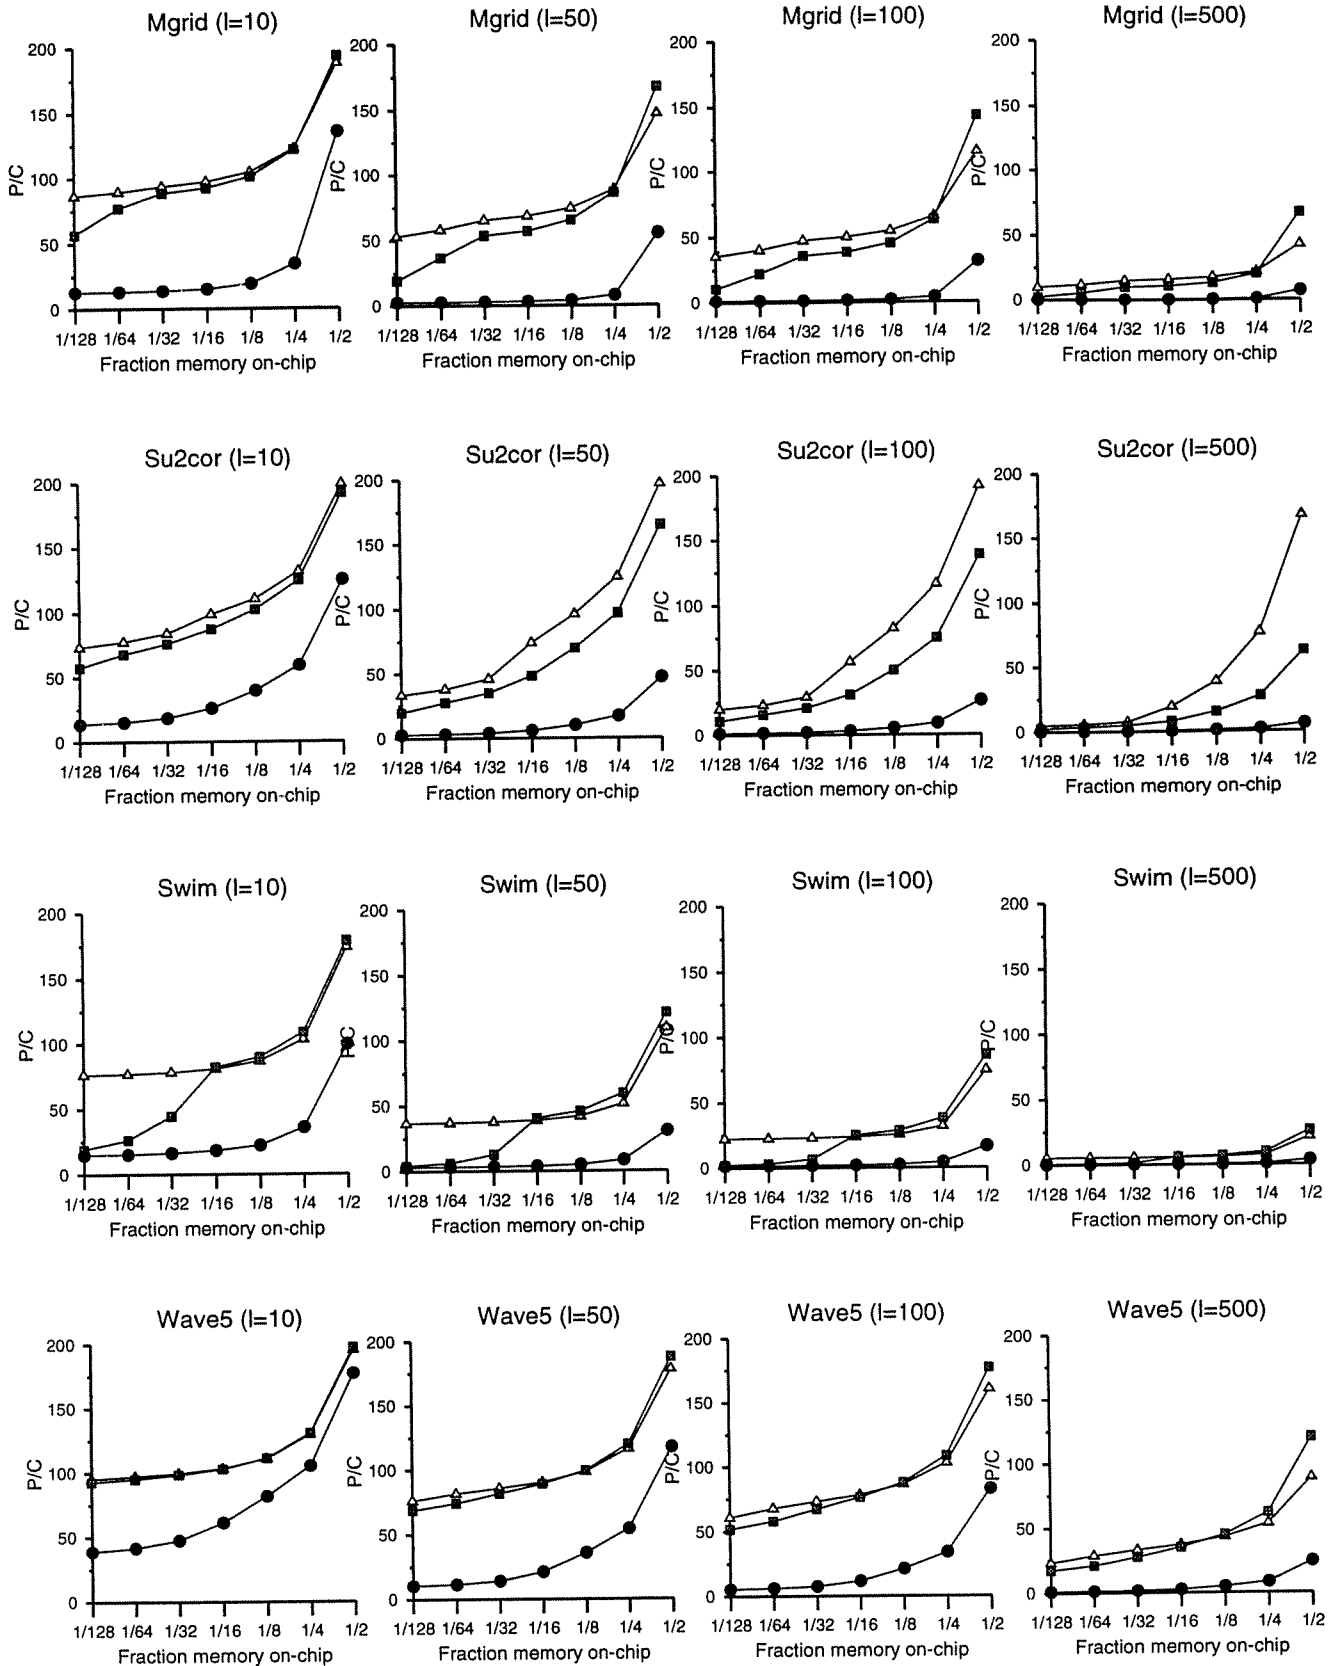 Mgrid (l=10) Mgrid (l=50) Mgrid (l=100) Mgrid (l=500)
200 200 200 200
150 150 150 150
100 100 100 100
50 50 50 50
0 0 0 0
P/C P/C P/C P/C
1/128 1/64 1/32 1/16 1/8 1/4 1/2 1/128 1/64 1/32 1/16 1/8 1/4 1/2 1/128 1/64 1/32 1/16 1/8 1/4 1/2 1/128 1/64 1/32 1/16 1/8 1/4 1/2
Fraction memory on-chip Fraction memory on-chip Fraction memory on-chip Fraction memory on-chip
Su2cor (l=10) Su2cor (l=50) Su2cor (l=100) Su2cor (l=500)
200 200 200 200
150 150 150 150
100 100 100 100
50 50 50 50
0 0 0 0
P/C P/C P/C P/C
1/128 1/64 1/32 1/16 1/8 1/4 1/2 1/128 1/64 1/32 1/16 1/8 1/4 1/2 1/128 1/64 1/32 1/16 1/8 1/4 1/2 1/128 1/64 1/32 1/16 1/8 1/4 1/2
Fraction memory on-chip Fraction memory on-chip Fraction memory on-chip Fraction memory on-chip
Swim (l=10) Swim (l=50) Swim (l=100) Swim (l=500)
200 200 200 200
150 150 150 150
100 100 100 100
50 50 50 50
0 0 0 0
P/C P/C P/C P/C
1/128 1/64 1/32 1/16 1/8 1/4 1/2 1/128 1/64 1/32 1/16 1/8 1/4 1/2 1/128 1/64 1/32 1/16 1/8 1/4 1/2 1/128 1/64 1/32 1/16 1/8 1/4 1/2
Fraction memory on-chip Fraction memory on-chip Fraction memory on-chip Fraction memory on-chip
Wave5 (l=10) Wave5 (l=50) Wave5 (l=100) Wave5 (l=500)
200 200 200 200
150 150 150 150
100 100 100 100
50 50 50 50
0 0 0 0
P/C P/C P/C P/C
1/128 1/64 1/32 1/16 1/8 1/4 1/2 1/128 1/64 1/32 1/16 1/8 1/4 1/2 1/128 1/64 1/32 1/16 1/8 1/4 1/2 1/128 1/64 1/32 1/16 1/8 1/4 1/2
Fraction memory on-chip Fraction memory on-chip Fraction memory on-chip Fraction memory on-chip